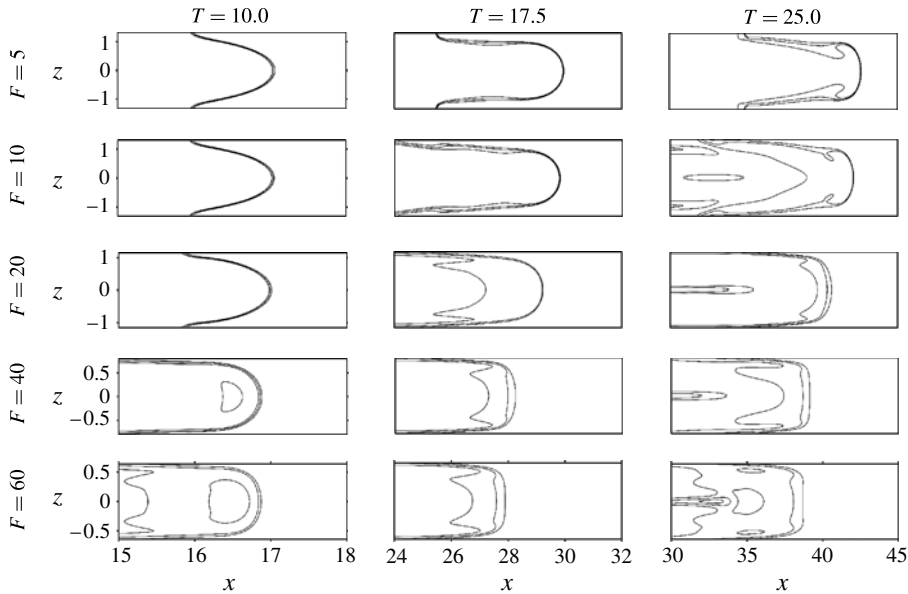 T = 10.0 T = 17.5 T = 25.0
F = 5 z 1 0 −1
F = 10 z 1 0 −1
F = 20 z 1 0 −1
F = 40 z 0.5 0 −0.5
F = 60 z 0.5 0 −0.5
15 16 17 18 24 26 28 30 32 30 35 40 45
x x x